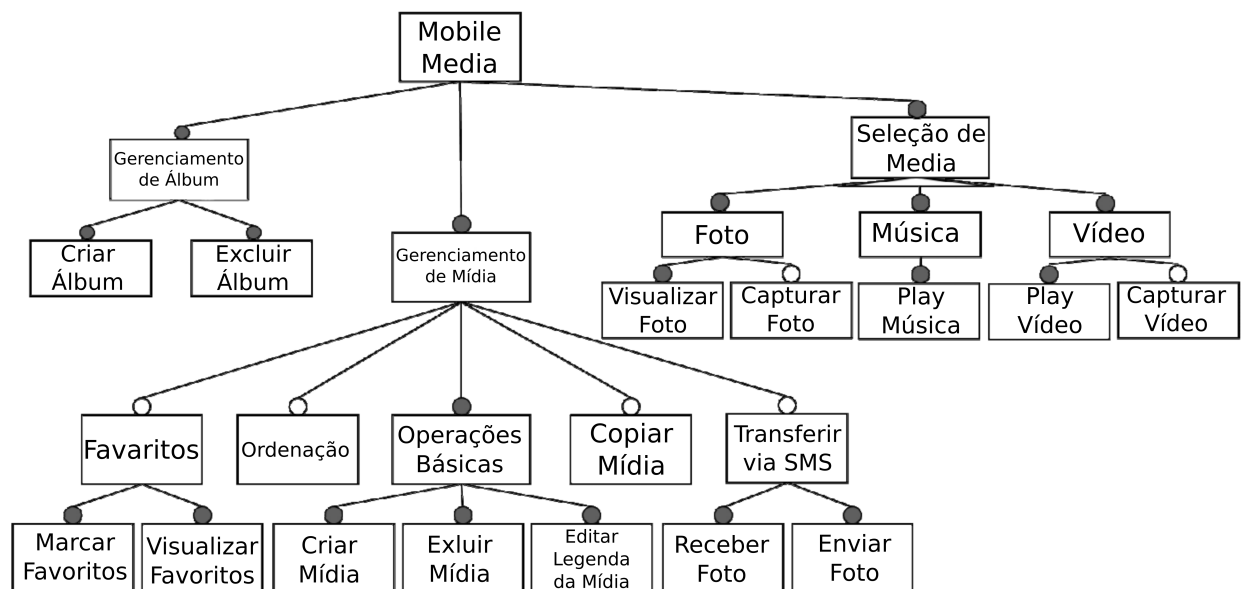 Mobile
Media
Gerenciamento
de Álbum
Seleção de
Media
Criar
Álbum
Excluir
Álbum
Gerenciamento
de Mídia
Foto
Música
Vídeo
Visualizar
Foto
Capturar
Foto
Play
Música
Play
Vídeo
Capturar
Vídeo
Favaritos
Ordenação
Operações
Básicas
Copiar
Mídia
Transferir
via SMS
Marcar
Favoritos
Visualizar
Favoritos
Criar
Mídia
Exluir
Mídia
Editar
Legenda
da Mídia
Receber
Foto
Enviar
Foto